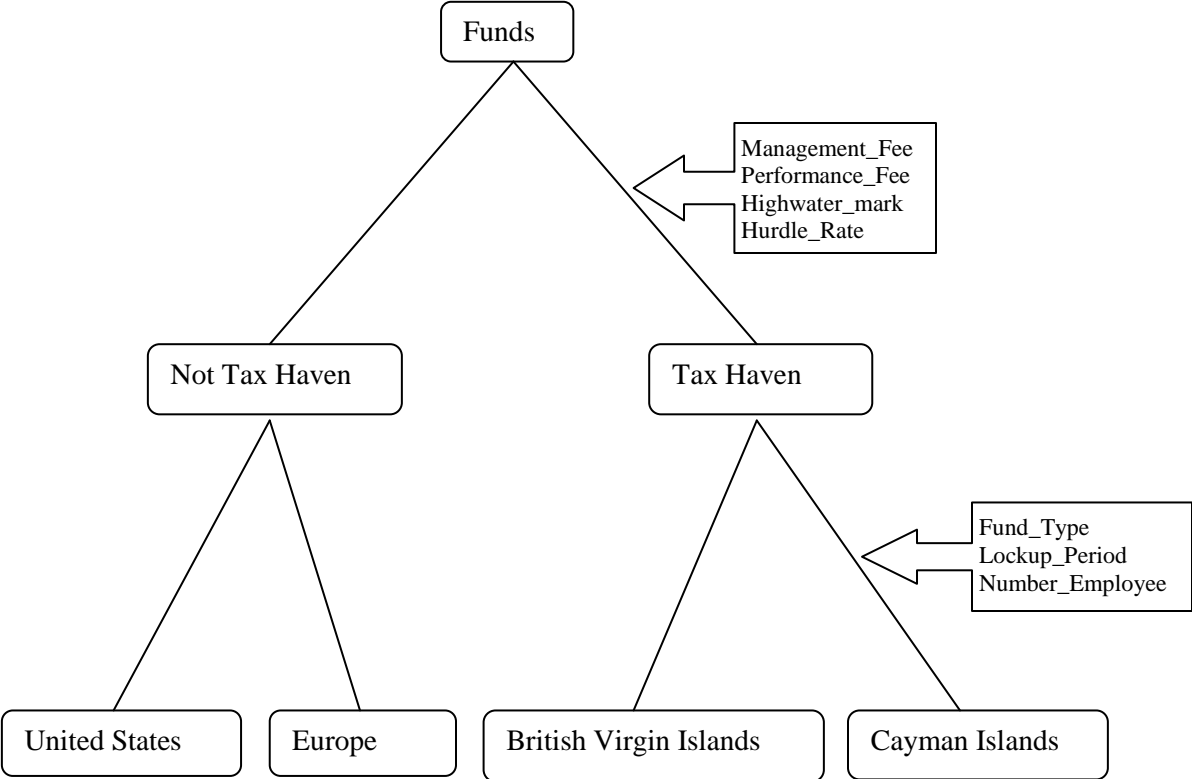 Funds
Management_Fee
Performance_Fee
Highwater_mark
Hurdle_Rate
Not Tax Haven
Tax Haven
Fund_Type
Lockup_Period
Number_Employee
United States
Europe
British Virgin Islands
Cayman Islands